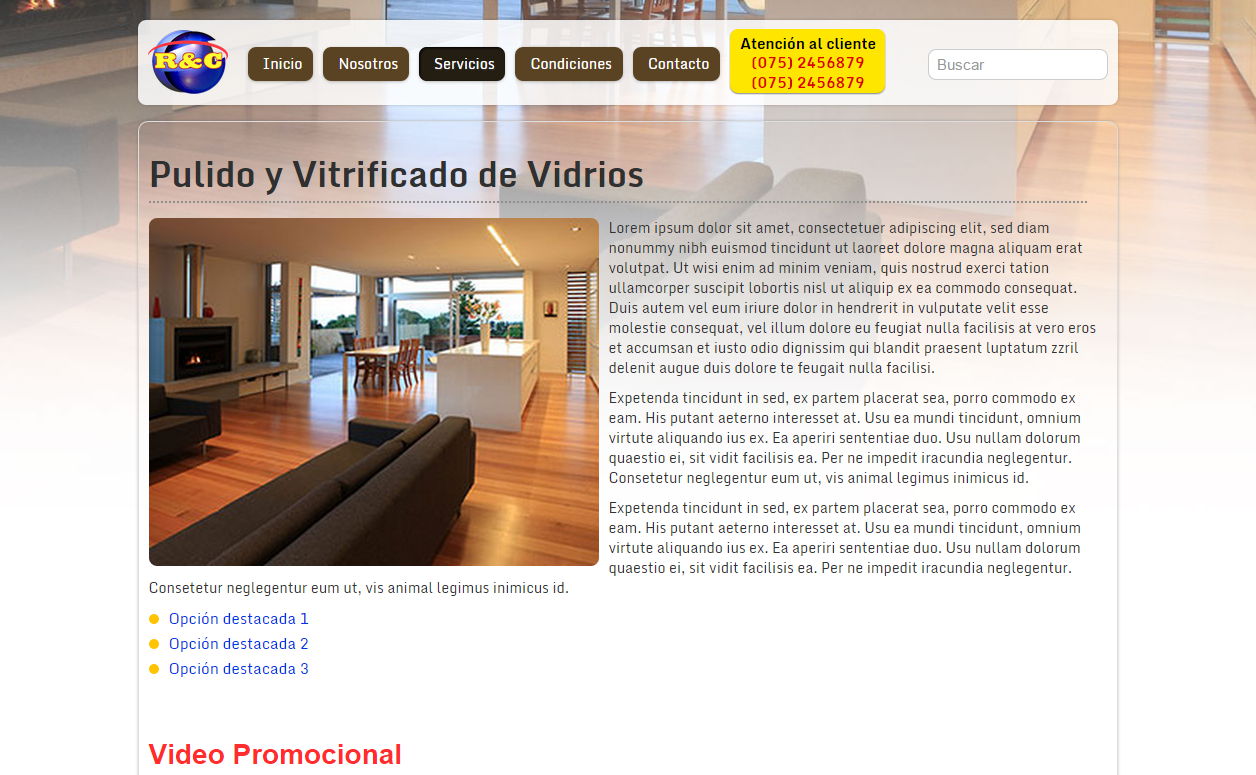 R&C
Inicio
Nosotros
Servicios
Condiciones
Contacto
Atención al cliente
(075) 2456879
(075) 2456879
Buscar
Pulido y Vitrificado de Vidrios
Lorem ipsum dolor sit amet, consectetuer adipiscing elit, sed diam
nonummy nibh euismod tincidunt ut laoreet dolore magna aliquam erat
volutpat. Ut wisi enim ad minim veniam, quis nostrud exerci tation
ullamcorper suscipit lobortis nisl ut aliquip ex ea commodo consequat.
Duis autem vel eum iriure dolor in hendrerit in vulputate velit esse
molestie consequat, vel illum dolore eu feugiat nulla facilisis at vero eros
et accumsan et iusto odio dignissim qui blandit praesent luptatum zzril
delenit augue duis dolore te feugait nulla facilisi.
Expetenda tincidunt in sed, ex partem placerat sea, porro commodo ex
eam. His putant aeterno interesset at. Usu ea mundi tincidunt, omnium
virtute aliquando ius ex. Ea aperiri sententiae duo. Usu nullam dolorum
quaestio ei, sit vidit facilisis ea. Per ne impedit iracundia neglegentur.
Consetetur neglegentur eum ut, vis animal legimus inimicus id.
Expetenda tincidunt in sed, ex partem placerat sea, porro commodo ex
eam. His putant aeterno interesset at. Usu ea mundi tincidunt, omnium
virtute aliquando ius ex. Ea aperiri sententiae duo. Usu nullam dolorum
quaestio ei, sit vidit facilisis ea. Per ne impedit iracundia neglegentur.
Consetetur neglegentur eum ut, vis animal legimus inimicus id.
Opción destacada 1
Opción destacada 2
Opción destacada 3
Video Promocional